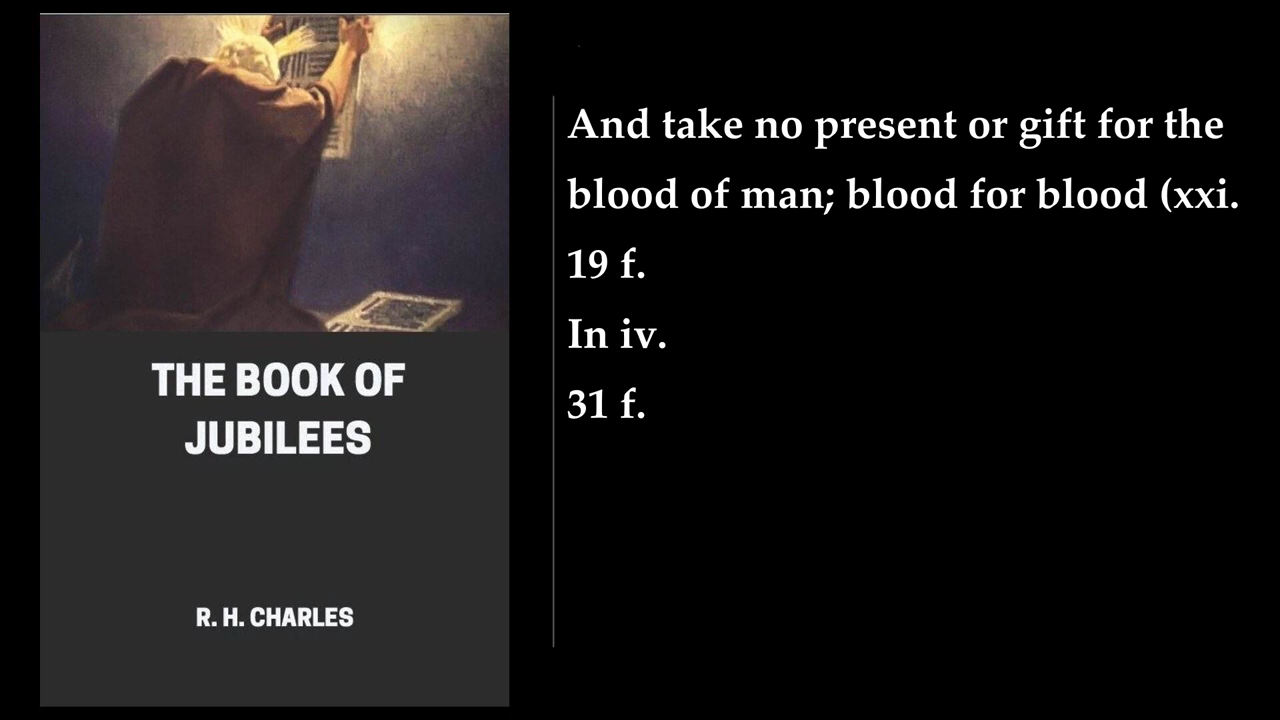 THE BOOK OF
JUBILEES
R. H. CHARLES
And take no present or gift for the
blood of man; blood for blood (xxi.
19 f.
In iv.
31 f.